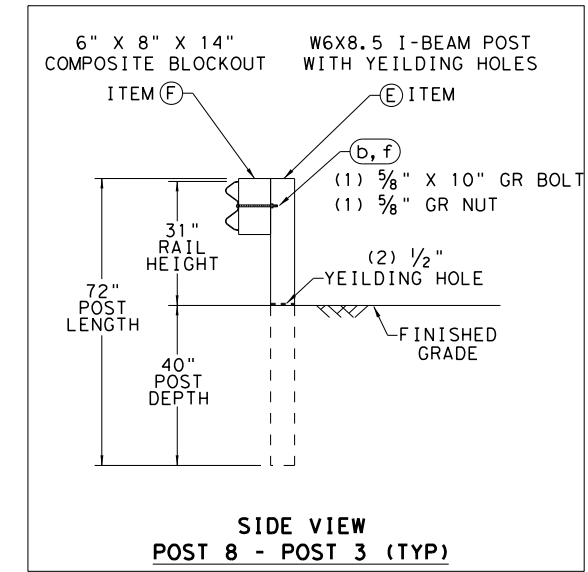 6" X 8" X 14"
COMPOSITE BLOCKOUT
ITEM F
W6X8.5 I-BEAM POST
WITH YEILDING HOLES
E ITEM
b, f
(1) 5/8" X 10" GR BOLT
(1) 5/8" GR NUT
31"
RAIL
HEIGHT
(2) 1/2"
YEILDING HOLE
72"
POST
LENGTH
FINISHED
GRADE
40"
POST
DEPTH
SIDE VIEW
POST 8 - POST 3 (TYP)